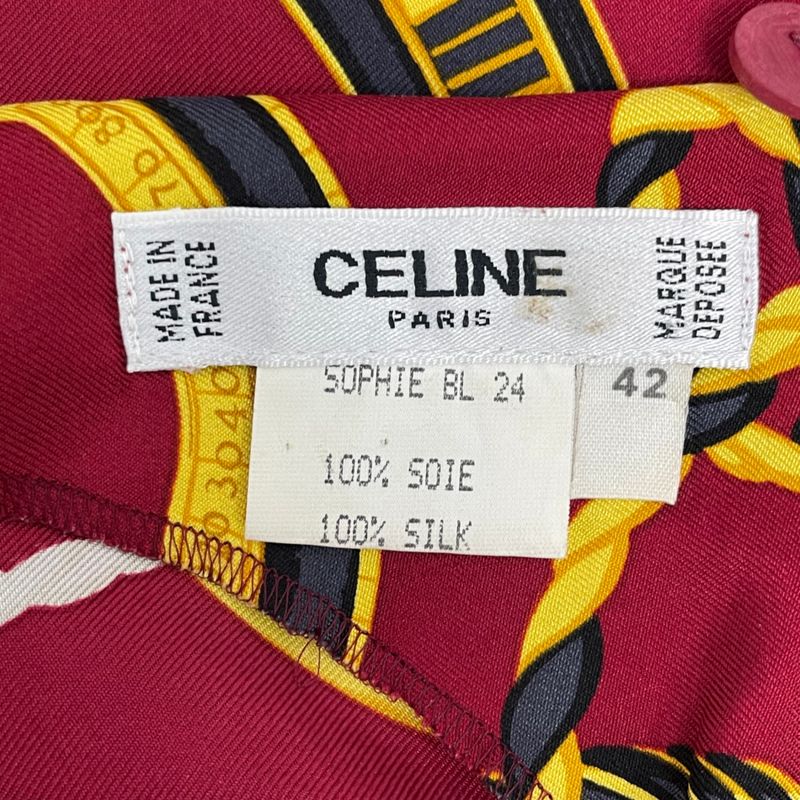 MADE IN
FRANCE
CELINE
PARIS
MARQUE
DEPOSEE
SOPHIE BL 24
42
100% SOIE
100% SILK